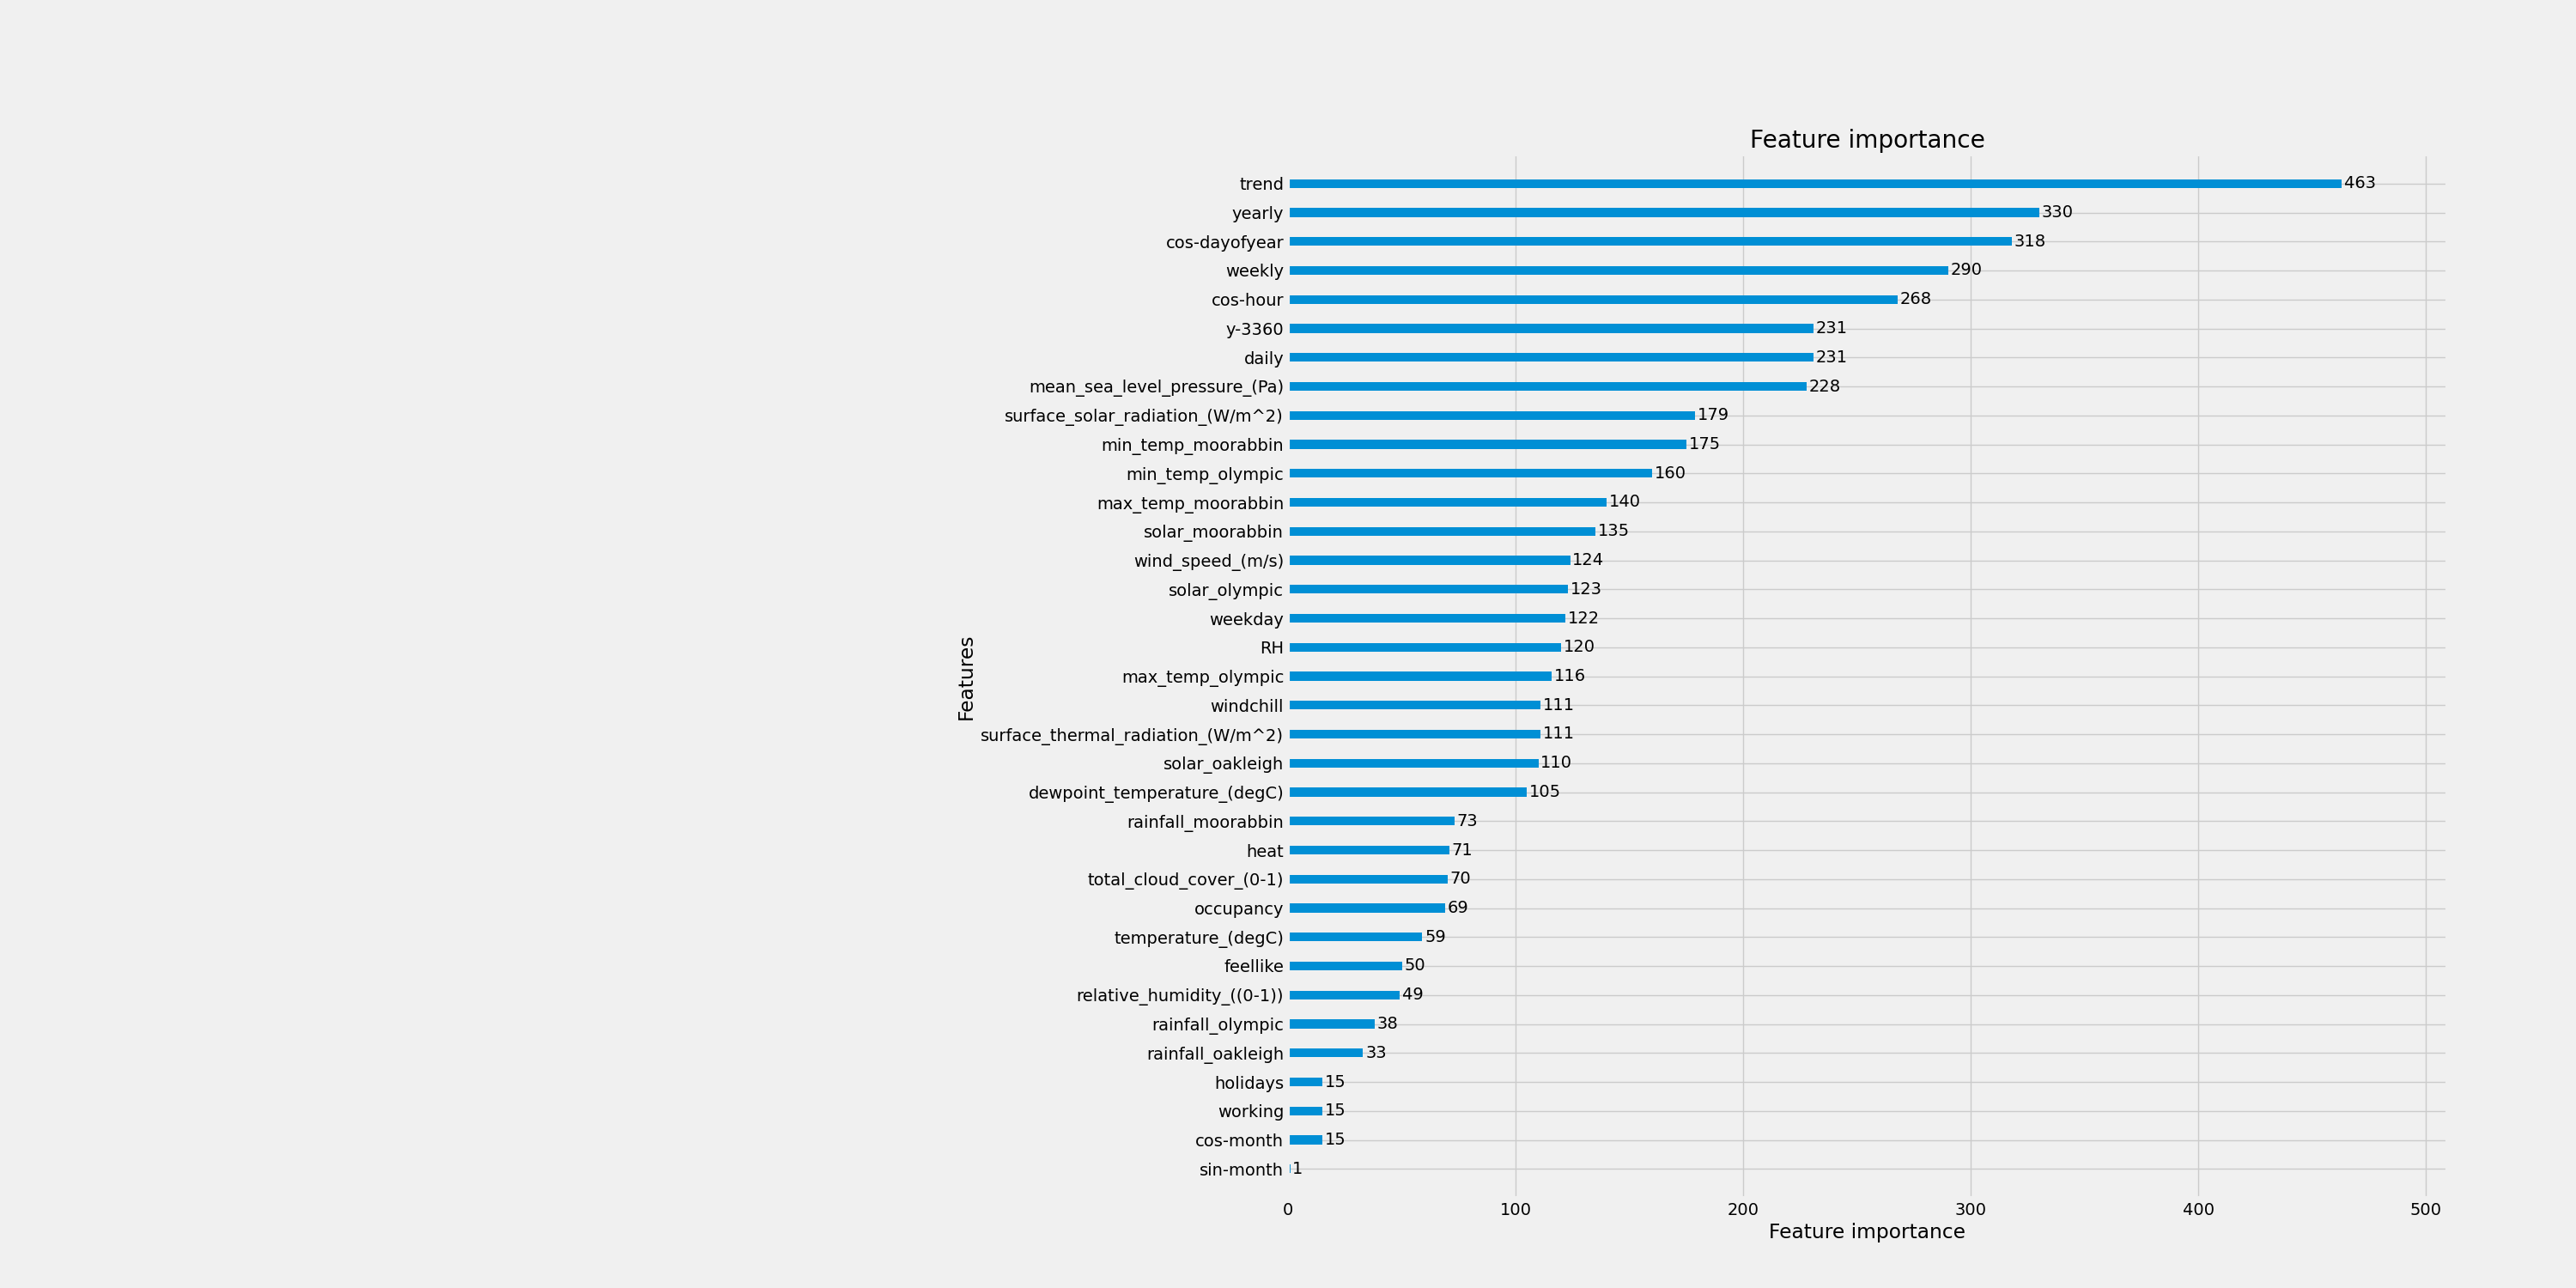 Feature importance
trend 463
yearly 330
cos-dayofyear 318
weekly 290
cos-hour 268
y-3360 231
daily 231
mean_sea_level_pressure_(Pa) 228
surface_solar_radiation_(W/m^2) 179
min_temp_moorabbin 175
min_temp_olympic 160
max_temp_moorabbin 140
solar_moorabbin 135
wind_speed_(m/s) 124
solar_olympic 123
weekday 122
RH 120
max_temp_olympic 116
windchill 111
surface_thermal_radiation_(W/m^2) 111
solar_oakleigh 110
dewpoint_temperature_(degC) 105
rainfall_moorabbin 73
heat 71
total_cloud_cover_(0-1) 70
occupancy 69
temperature_(degC) 59
feellike 50
relative_humidity_((0-1)) 49
rainfall_olympic 38
rainfall_oakleigh 33
holidays 15
working 15
cos-month 15
sin-month 1
Features
0 100 200 300 400 500
Feature importance